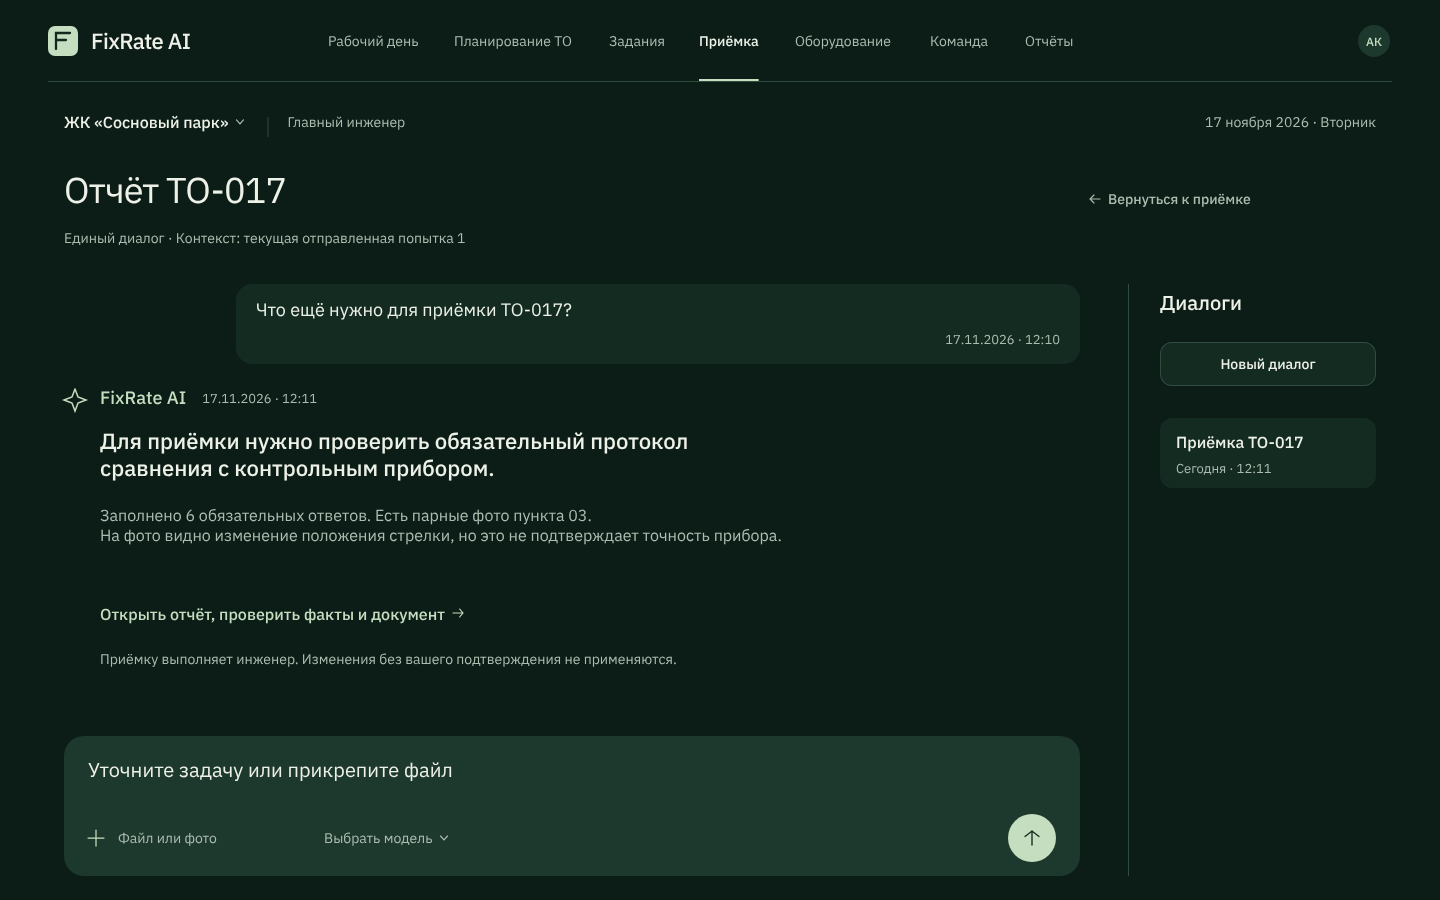 FixRate AI
Рабочий день
Планирование ТО
Задания
Приёмка
Оборудование
Команда
Отчёты
АК
ЖК «Сосновый парк»
Главный инженер
17 ноября 2026 · Вторник
Отчёт ТО-017
← Вернуться к приёмке
Единый диалог · Контекст: текущая отправленная попытка 1
Что ещё нужно для приёмки ТО-017?
17.11.2026 · 12:10
FixRate AI 17.11.2026 · 12:11
Для приёмки нужно проверить обязательный протокол
сравнения с контрольным прибором.
Заполнено 6 обязательных ответов. Есть парные фото пункта 03.
На фото видно изменение положения стрелки, но это не подтверждает точность прибора.
Открыть отчёт, проверить факты и документ →
Приёмку выполняет инженер. Изменения без вашего подтверждения не применяются.
Уточните задачу или прикрепите файл
Файл или фото
Выбрать модель
Диалоги
Новый диалог
Приёмка ТО-017
Сегодня · 12:11